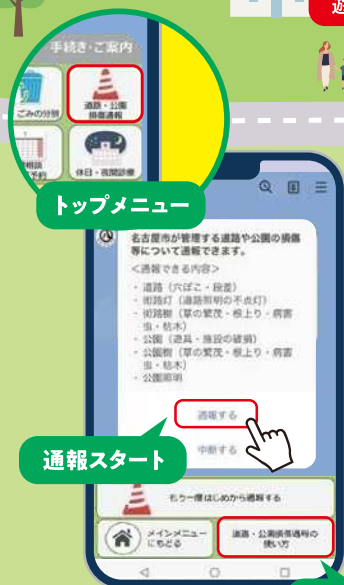 遊
手続き・ご案内
ごみの分別
道路・公園
損傷通報
相談
予約
休日・夜間診療
トップメニュー
名古屋市が管理する道路や公園の損傷
等について通報できます。
＜通報できる内容＞
・道路（穴ぼこ・段差）
・街路灯（道路照明の不点灯）
・街路樹（草の繁茂・根上り・病害
虫・枯木）
・公園（遊具・施設の破損）
・公園樹（草の繁茂・根上り・病害
虫・枯木）
・公園照明
通報する
中断する
通報スタート
もう一度はじめから通報する
メインメニュー
にもどる
道路・公園損傷通報の
使い方